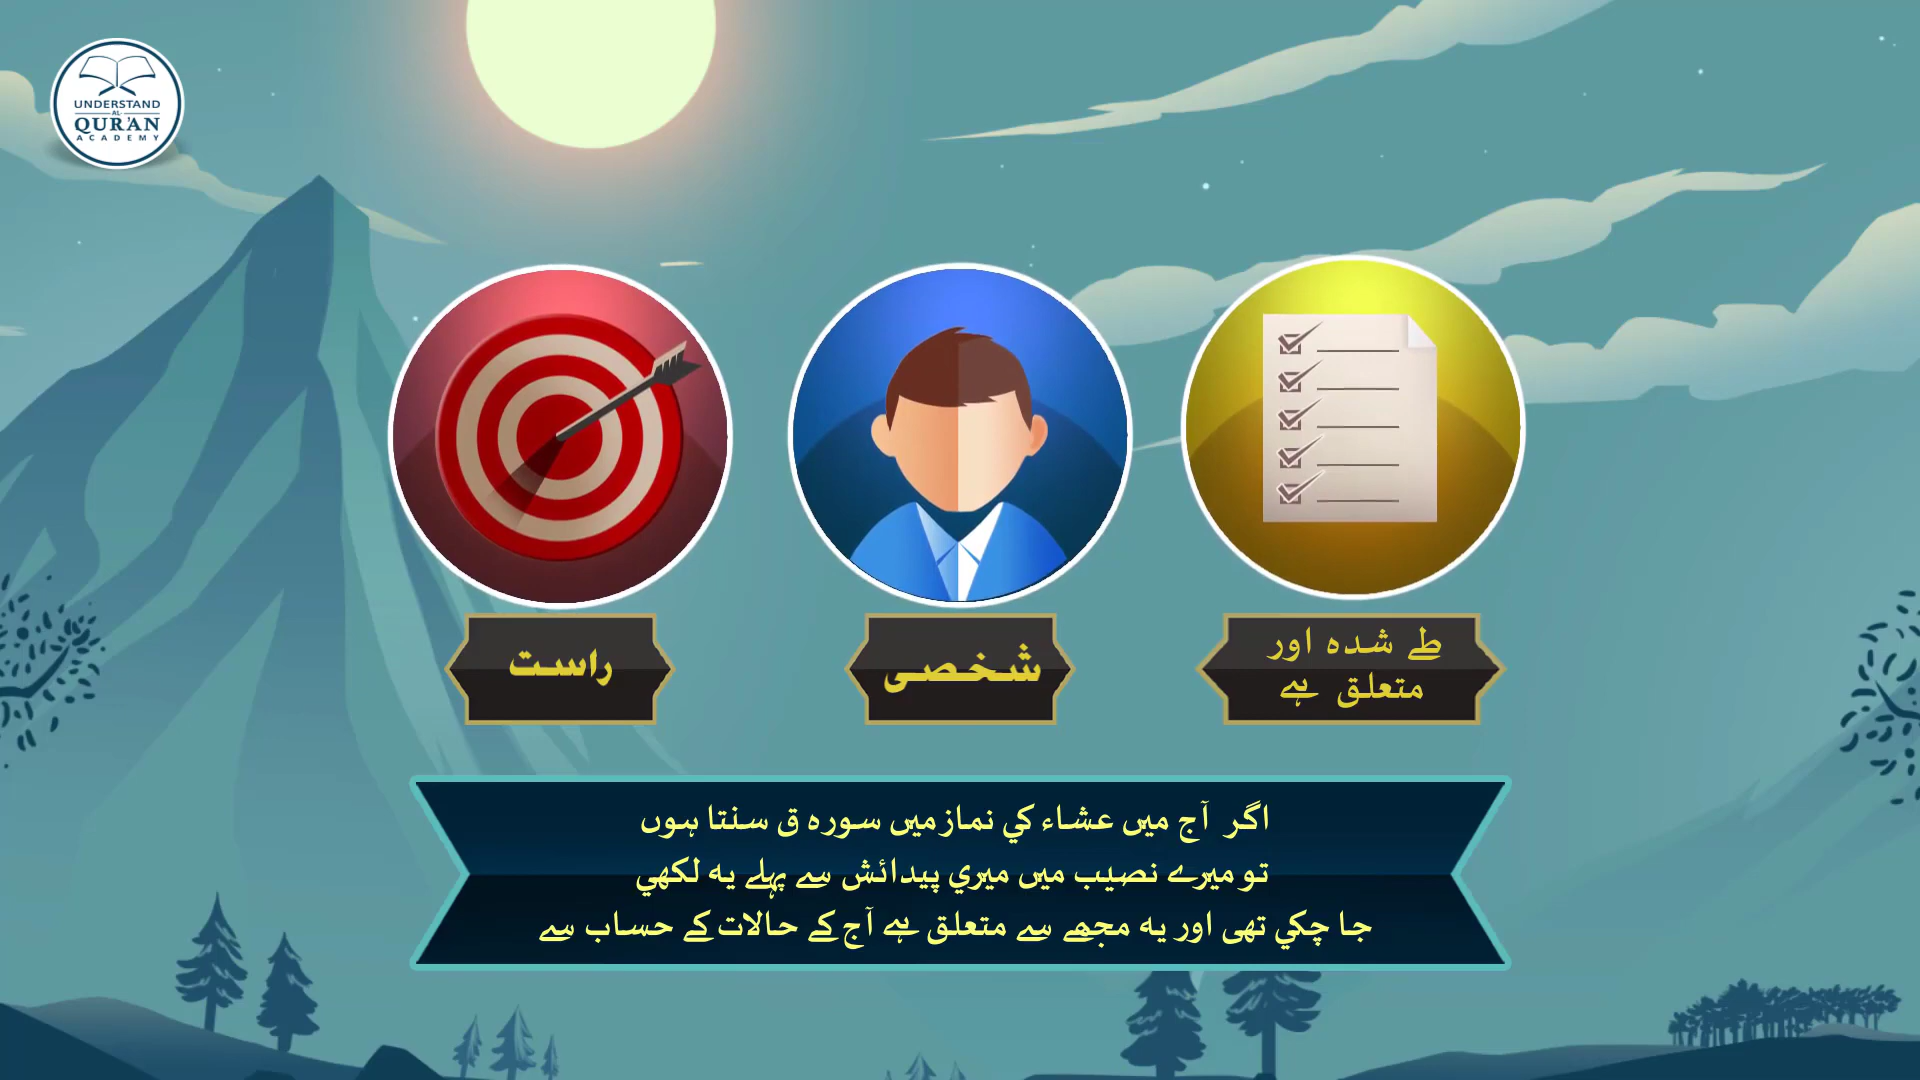 UNDERSTAND
AL-
QUR'AN
ACADEMY
راست
شخصی
طے شدہ اور
متعلق ہے
اگر آج میں عشاء کي نماز میں سورہ ق سنتا ہوں
تو میرے نصیب میں میري پیدائش سے پہلے یہ لکھي
جا چکي تھی اور یہ مجھے سے متعلق ہے آج کے حالات کے حساب سے